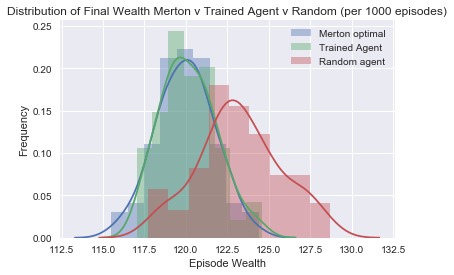 Distribution of Final Wealth Merton v Trained Agent v Random (per 1000 episodes)
Merton optimal
Trained Agent
Random agent
0.25
0.20
0.15
0.10
0.05
0.00
Frequency
112.5 115.0 117.5 120.0 122.5 125.0 127.5 130.0 132.5
Episode Wealth